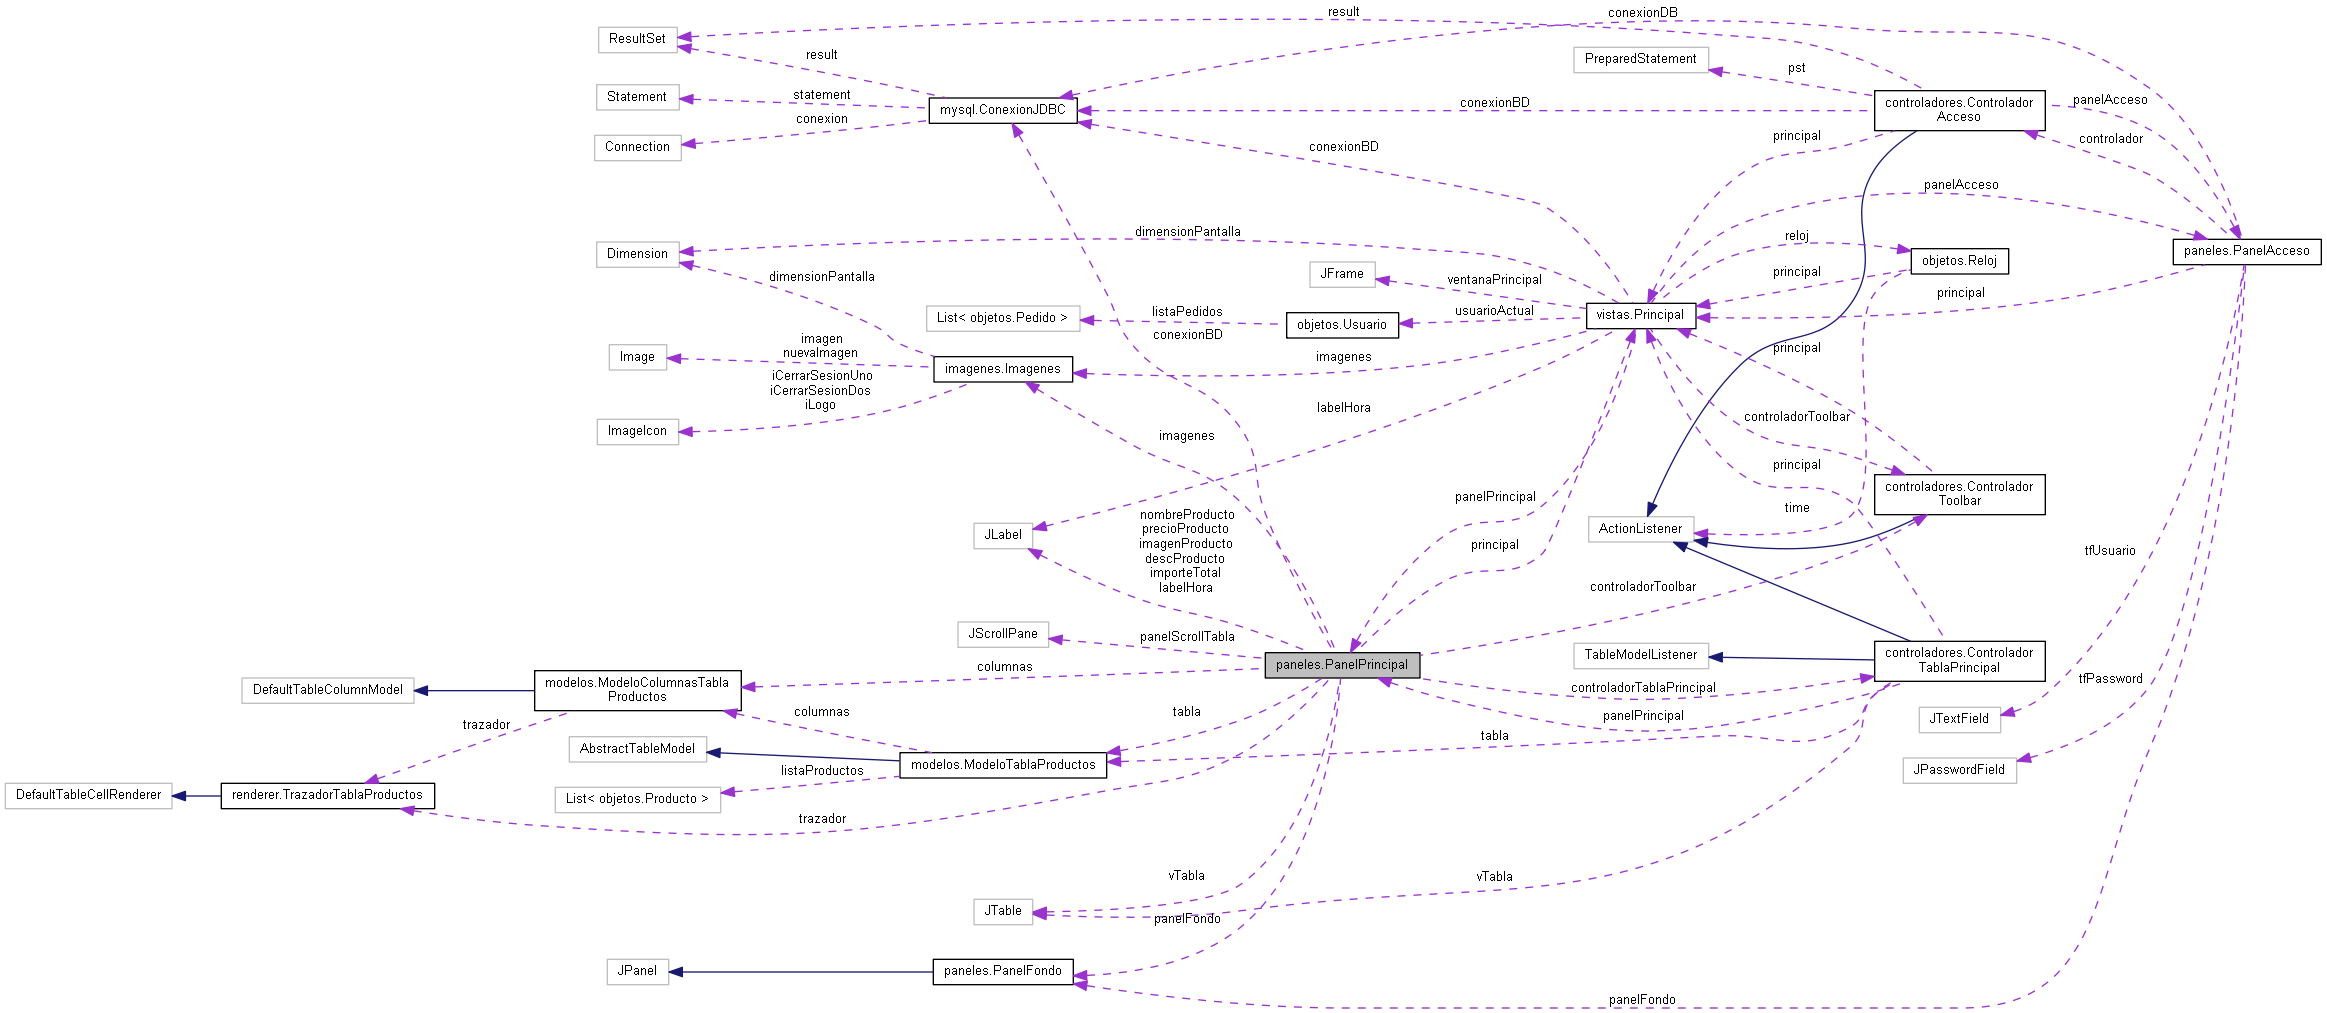 result
conexionDB
ResultSet
result
PreparedStatement
pst
Statement
statement
mysql.ConexionJDBC
conexionBD
controladores.Controlador
Acceso
panelAcceso
conexion
Connection
conexionBD
principal
controlador
panelAcceso
dimensionPantalla
reloj
Dimension
dimensionPantalla
JFrame
ventanaPrincipal
principal
objetos.Reloj
paneles.PanelAcceso
principal
List< objetos.Pedido >
listaPedidos
objetos.Usuario
usuarioActual
vistas.Principal
conexionBD
imagen
nuevaImagen
Image
imagenes.Imagenes
imagenes
principal
iCerrarSesionUno
iCerrarSesionDos
iLogo
ImageIcon
labelHora
controladorToolbar
imagenes
principal
controladores.Controlador
Toolbar
panelPrincipal
time
nombreProducto
precioProducto
imagenProducto
descProducto
importeTotal
labelHora
JLabel
ActionListener
principal
tfUsuario
controladorToolbar
JScrollPane
panelScrollTabla
paneles.PanelPrincipal
TableModelListener
controladores.Controlador
TablaPrincipal
columnas
DefaultTableColumnModel
modelos.ModeloColumnasTabla
Productos
controladorTablaPrincipal
tfPassword
trazador
columnas
tabla
panelPrincipal
JTextField
AbstractTableModel
modelos.ModeloTablaProductos
tabla
listaProductos
JPasswordField
DefaultTableCellRenderer
renderer.TrazadorTablaProductos
List< objetos.Producto >
trazador
vTabla
vTabla
JTable
panelFondo
JPanel
paneles.PanelFondo
panelFondo